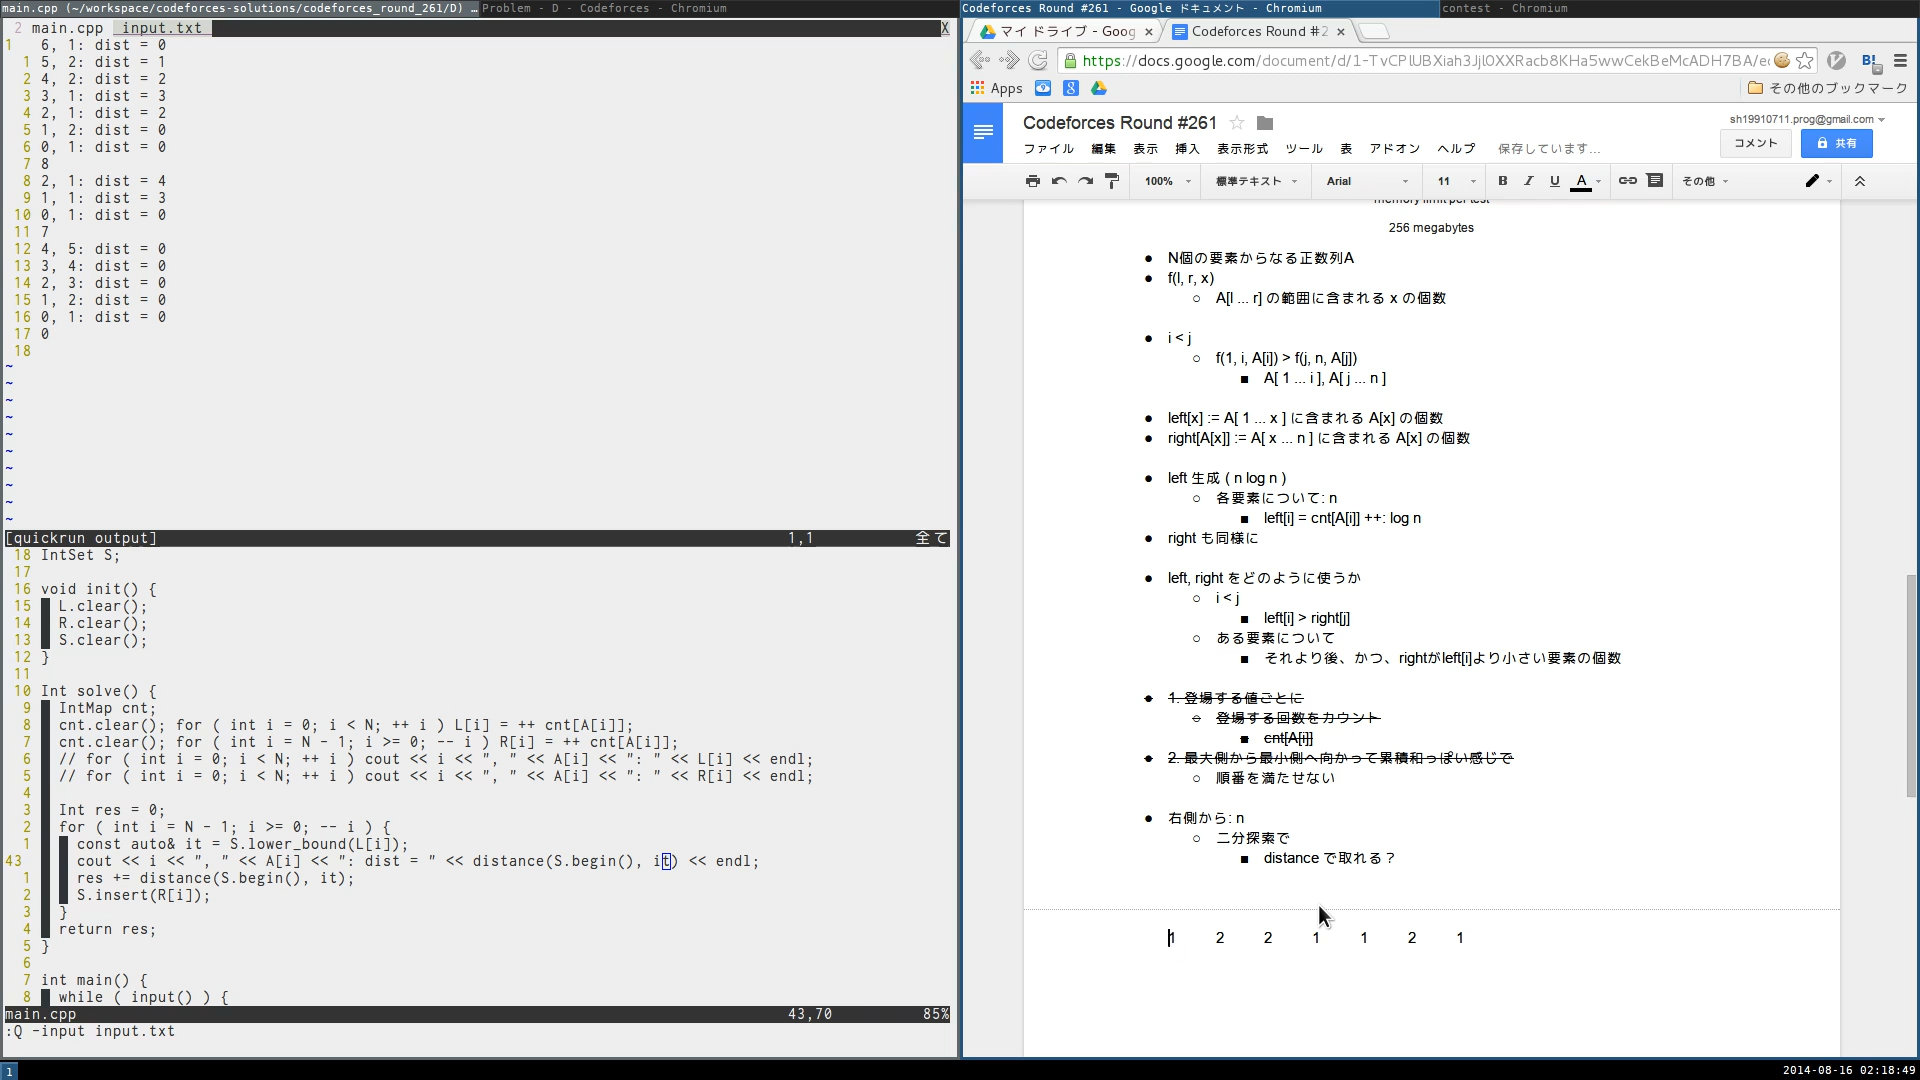 main.cpp (~/workspace/codeforces-solutions/codeforces_round_261/D) … Problem - D - Codeforces - Chromium
2 main.cpp input.txt X
1 6, 1: dist = 0
1 5, 2: dist = 1
2 4, 2: dist = 2
3 3, 1: dist = 3
4 2, 1: dist = 2
5 1, 2: dist = 0
6 0, 1: dist = 0
7 8
8 2, 1: dist = 4
9 1, 1: dist = 3
10 0, 1: dist = 0
11 7
12 4, 5: dist = 0
13 3, 4: dist = 0
14 2, 3: dist = 0
15 1, 2: dist = 0
16 0, 1: dist = 0
17 0
18
~
~
~
~
~
~
~
~
~
~
[quickrun output] 1,1 全て
18 IntSet S;
17
16 void init() {
15 L.clear();
14 R.clear();
13 S.clear();
12 }
11
10 Int solve() {
9 IntMap cnt;
8 cnt.clear(); for ( int i = 0; i < N; ++ i ) L[i] = ++ cnt[A[i]];
7 cnt.clear(); for ( int i = N - 1; i >= 0; -- i ) R[i] = ++ cnt[A[i]];
6 // for ( int i = 0; i < N; ++ i ) cout << i << ", " << A[i] << ": " << L[i] << endl;
5 // for ( int i = 0; i < N; ++ i ) cout << i << ", " << A[i] << ": " << R[i] << endl;
4
3 Int res = 0;
2 for ( int i = N - 1; i >= 0; -- i ) {
1 const auto& it = S.lower_bound(L[i]);
43 cout << i << ", " << A[i] << ": dist = " << distance(S.begin(), it) << endl;
1 res += distance(S.begin(), it);
2 S.insert(R[i]);
3 }
4 return res;
5 }
6
7 int main() {
8 while ( input() ) {
main.cpp 43,70 85%
:Q -input input.txt
1
Codeforces Round #261 - Google ドキュメント - Chromium contest - Chromium
マイ ドライブ - Goog × Codeforces Round #2 ×
Apps その他のブックマーク
Codeforces Round #261
sh19910711.prog@gmail.com
ファイル 編集 表示 挿入 表示形式 ツール 表 アドオン ヘルプ 保存しています...
コメント 共有
100% 標準テキスト Arial 11 B I U A その他
memory limit per test
256 megabytes
● N個の要素からなる正数列A
● f(l, r, x)
○ A[l ... r] の範囲に含まれる x の個数
● i < j
○ f(1, i, A[i]) > f(j, n, A[j])
■ A[ 1 ... i ], A[ j ... n ]
● left[x] := A[ 1 ... x ] に含まれる A[x] の個数
● right[A[x]] := A[ x ... n ] に含まれる A[x] の個数
● left 生成 ( n log n )
○ 各要素について: n
■ left[i] = cnt[A[i]] ++: log n
● right も同様に
● left, right をどのように使うか
○ i < j
■ left[i] > right[j]
○ ある要素について
■ それより後、かつ、rightがleft[i]より小さい要素の個数
● 1. 登場する値ごとに
○ 登場する回数をカウント
■ cnt[A[i]]
● 2. 最大側から最小側へ向かって累積和っぽい感じで
○ 順番を満たせない
● 右側から: n
○ 二分探索で
■ distance で取れる？
1 2 2 1 1 2 1
2014-08-16 02:18:49